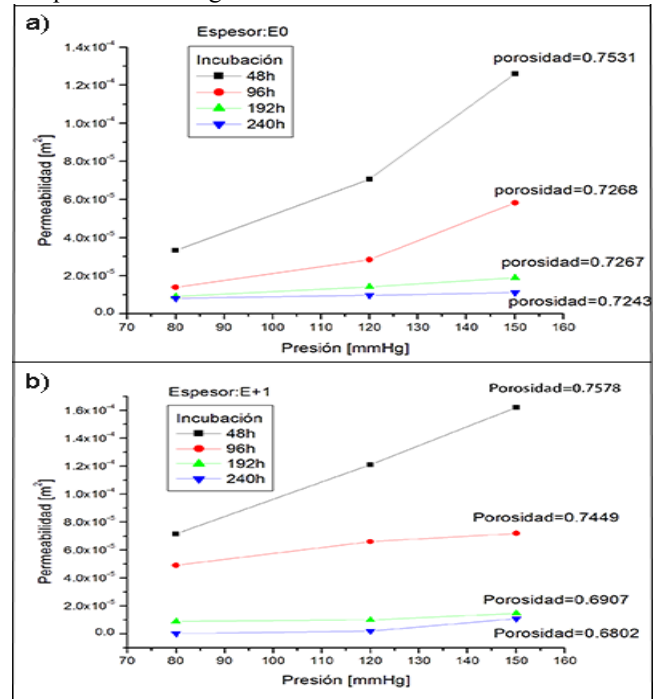 a)
Espesor:E0
Incubación
48h
96h
192h
240h
porosidad=0.7531
porosidad=0.7268
porosidad=0.7267
porosidad=0.7243
Permeabilidad [m²]
1.4x10⁻⁴
1.2x10⁻⁴
1.0x10⁻⁴
8.0x10⁻⁵
6.0x10⁻⁵
4.0x10⁻⁵
2.0x10⁻⁵
0.0
70 80 90 100 110 120 130 140 150 160
Presión [mmHg]
b)
Espesor:E+1
Incubación
48h
96h
192h
240h
Porosidad=0.7578
Porosidad=0.7449
Porosidad=0.6907
Porosidad=0.6802
Permeabilidad [m²]
1.6x10⁻⁴
1.4x10⁻⁴
1.2x10⁻⁴
1.0x10⁻⁴
8.0x10⁻⁵
6.0x10⁻⁵
4.0x10⁻⁵
2.0x10⁻⁵
0.0
70 80 90 100 110 120 130 140 150 160
Presión [mmHg]